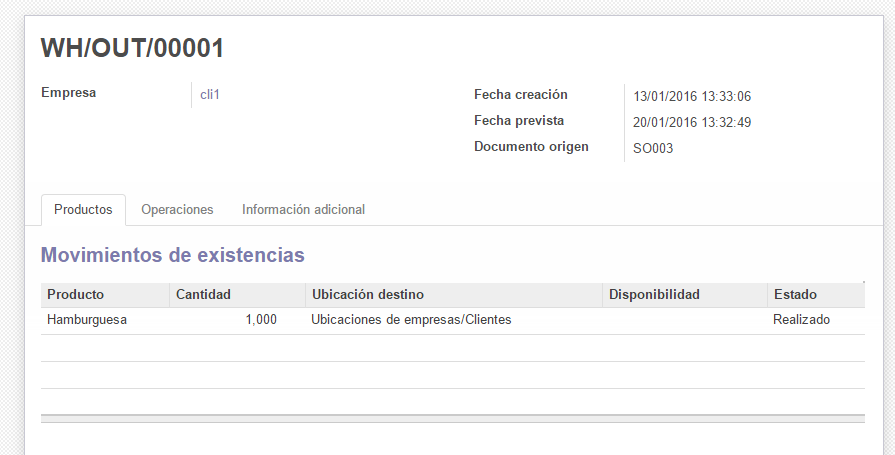 WH/OUT/00001
Empresa cli1
Fecha creación 13/01/2016 13:33:06
Fecha prevista 20/01/2016 13:32:49
Documento origen SO003
Productos Operaciones Información adicional
Movimientos de existencias
Producto Cantidad Ubicación destino Disponibilidad Estado
Hamburguesa 1,000 Ubicaciones de empresas/Clientes Realizado